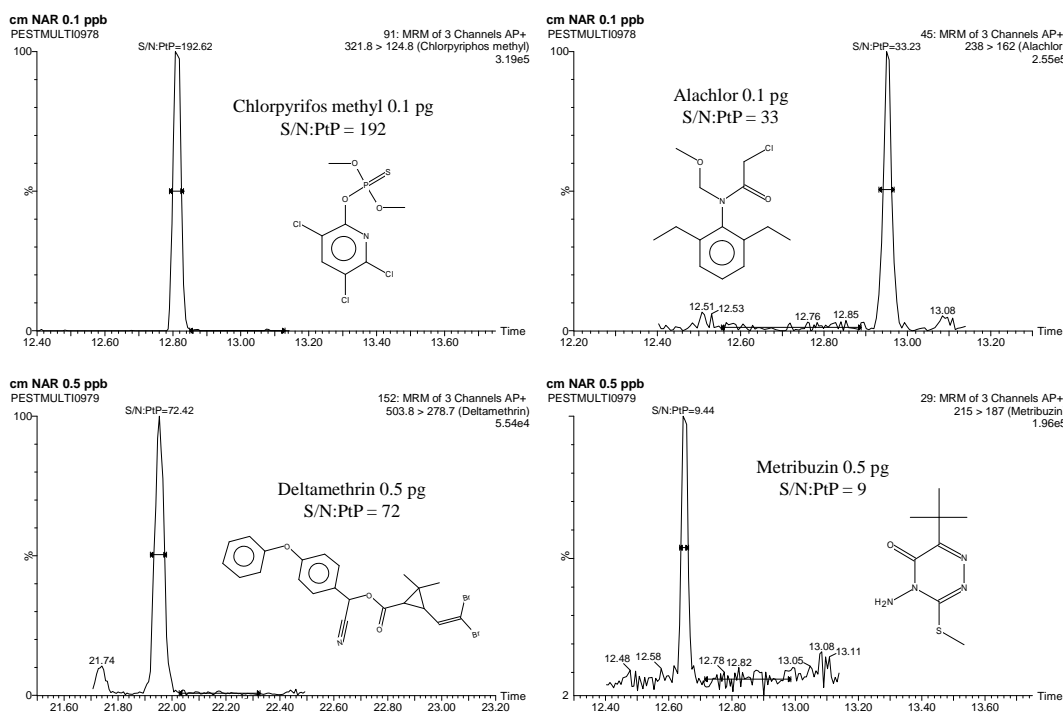 cm NAR 0.1 ppb
PESTMULTI0978
91: MRM of 3 Channels AP+
321.8 > 124.8 (Chlorpyriphos methyl)
3.19e5
S/N:PtP=192.62
100
%
0
Chlorpyrifos methyl 0.1 pg
S/N:PtP = 192
O
P
S
O
O
N
Cl
Cl
Cl
12.40 12.60 12.80 13.00 13.20 13.40 13.60
Time
cm NAR 0.1 ppb
PESTMULTI0978
45: MRM of 3 Channels AP+
238 > 162 (Alachlor
2.55e5
S/N:PtP=33.23
100
%
0
Alachlor 0.1 pg
S/N:PtP = 33
O
Cl
N
O
12.51 12.53 12.76 12.85 13.08
12.20 12.40 12.60 12.80 13.00 13.20
Time
cm NAR 0.5 ppb
PESTMULTI0979
152: MRM of 3 Channels AP+
503.8 > 278.7 (Deltamethrin)
5.54e4
S/N:PtP=72.42
100
%
0
Deltamethrin 0.5 pg
S/N:PtP = 72
O
O
O
N
Br
Br
21.74
21.60 21.80 22.00 22.20 22.40 22.60 22.80 23.00
Time
cm NAR 0.5 ppb
PESTMULTI0979
29: MRM of 3 Channels AP+
215 > 187 (Metribuzin
1.96e5
S/N:PtP=9.44
100
%
2
Metribuzin 0.5 pg
S/N:PtP = 9
O
N
N
N
H2N
S
12.48 12.58 12.78 12.82 13.05 13.08 13.11
12.40 12.60 12.80 13.00 13.20 13.40 13.60
Time